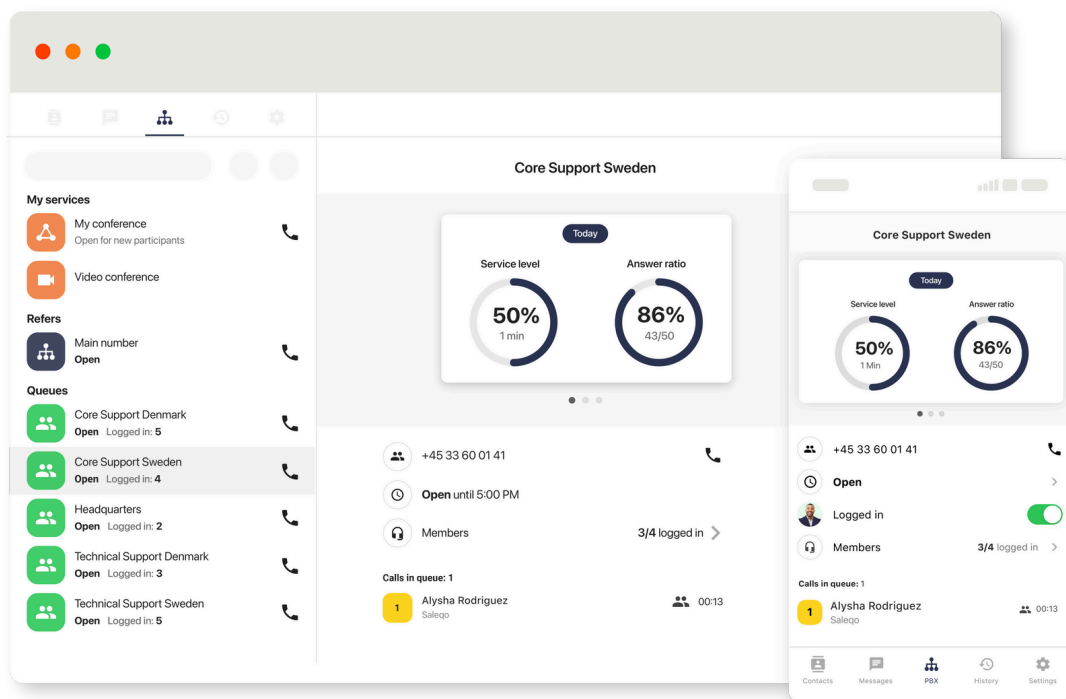 My services
My conference
Open for new participants
Video conference
Refers
Main number
Open
Queues
Core Support Denmark
Open Logged in: 5
Core Support Sweden
Open Logged in: 4
Headquarters
Open Logged in: 2
Technical Support Denmark
Open Logged in: 3
Technical Support Sweden
Open Logged in: 5
Core Support Sweden
Today
Service level
Answer ratio
50%
1 min
86%
43/50
+45 33 60 01 41
Open until 5:00 PM
Members 3/4 logged in
Calls in queue: 1
1
Alysha Rodriguez
00:13
Saleqo
Core Support Sweden
Today
Service level
Answer ratio
50%
1 Min
86%
43/50
+45 33 60 01 41
Open
Logged in
Members 3/4 logged in
Calls in queue: 1
1
Alysha Rodriguez
00:13
Saleqo
Contacts Messages PBX History Settings